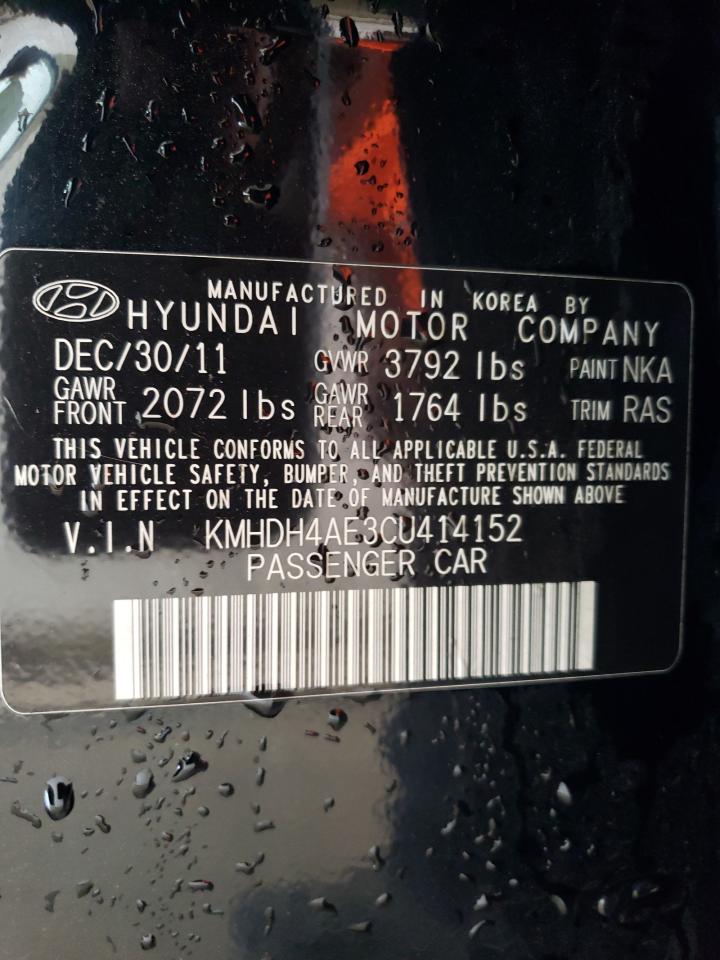 MANUFACTURED IN KOREA BY
HYUNDAI MOTOR COMPANY
DEC/30/11 GVWR 3792 lbs PAINT NKA
GAWR FRONT 2072 lbs GAWR REAR 1764 lbs TRIM RAS
THIS VEHICLE CONFORMS TO ALL APPLICABLE U.S.A. FEDERAL
MOTOR VEHICLE SAFETY, BUMPER, AND THEFT PREVENTION STANDARDS
IN EFFECT ON THE DATE OF MANUFACTURE SHOWN ABOVE
V.I.N KMHDH4AE3CU414152
PASSENGER CAR